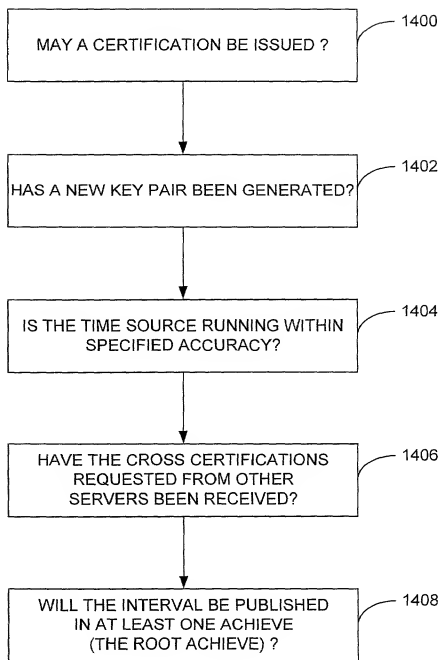 1400
MAY A CERTIFICATION BE ISSUED ?
1402
HAS A NEW KEY PAIR BEEN GENERATED?
1404
IS THE TIME SOURCE RUNNING WITHIN
SPECIFIED ACCURACY?
1406
HAVE THE CROSS CERTIFICATIONS
REQUESTED FROM OTHER
SERVERS BEEN RECEIVED?
1408
WILL THE INTERVAL BE PUBLISHED
IN AT LEAST ONE ACHIEVE
(THE ROOT ACHIEVE) ?